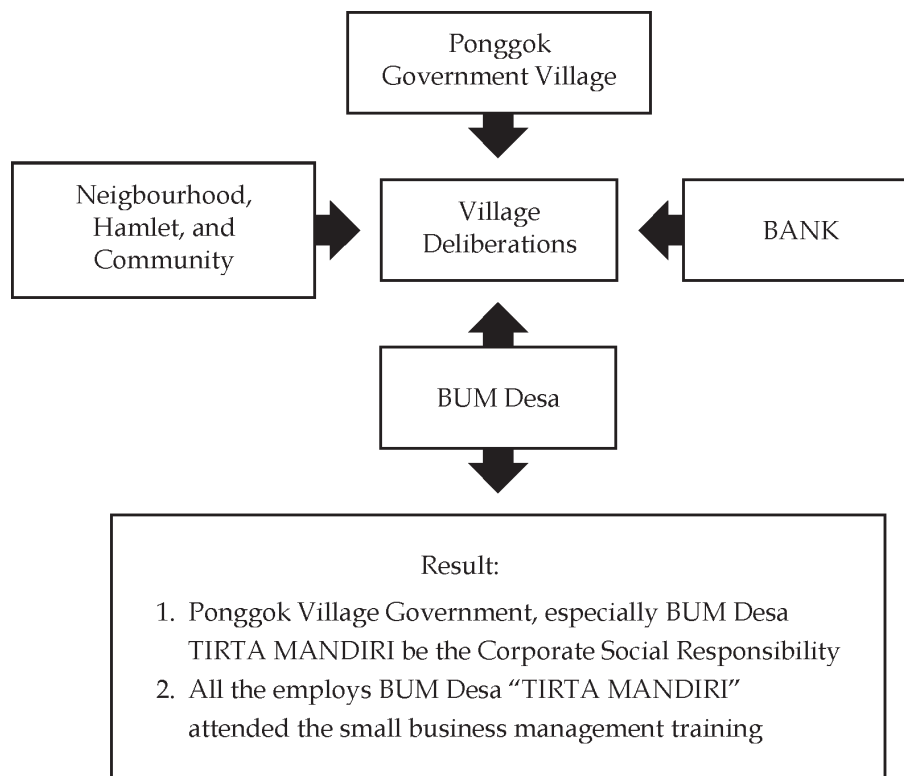 Ponggok
Government Village
Neigbourhood,
Hamlet, and
Community
Village
Deliberations
BANK
BUM Desa
Result:
1. Ponggok Village Government, especially BUM Desa
TIRTA MANDIRI be the Corporate Social Responsibility
2. All the employs BUM Desa “TIRTA MANDIRI”
attended the small business management training